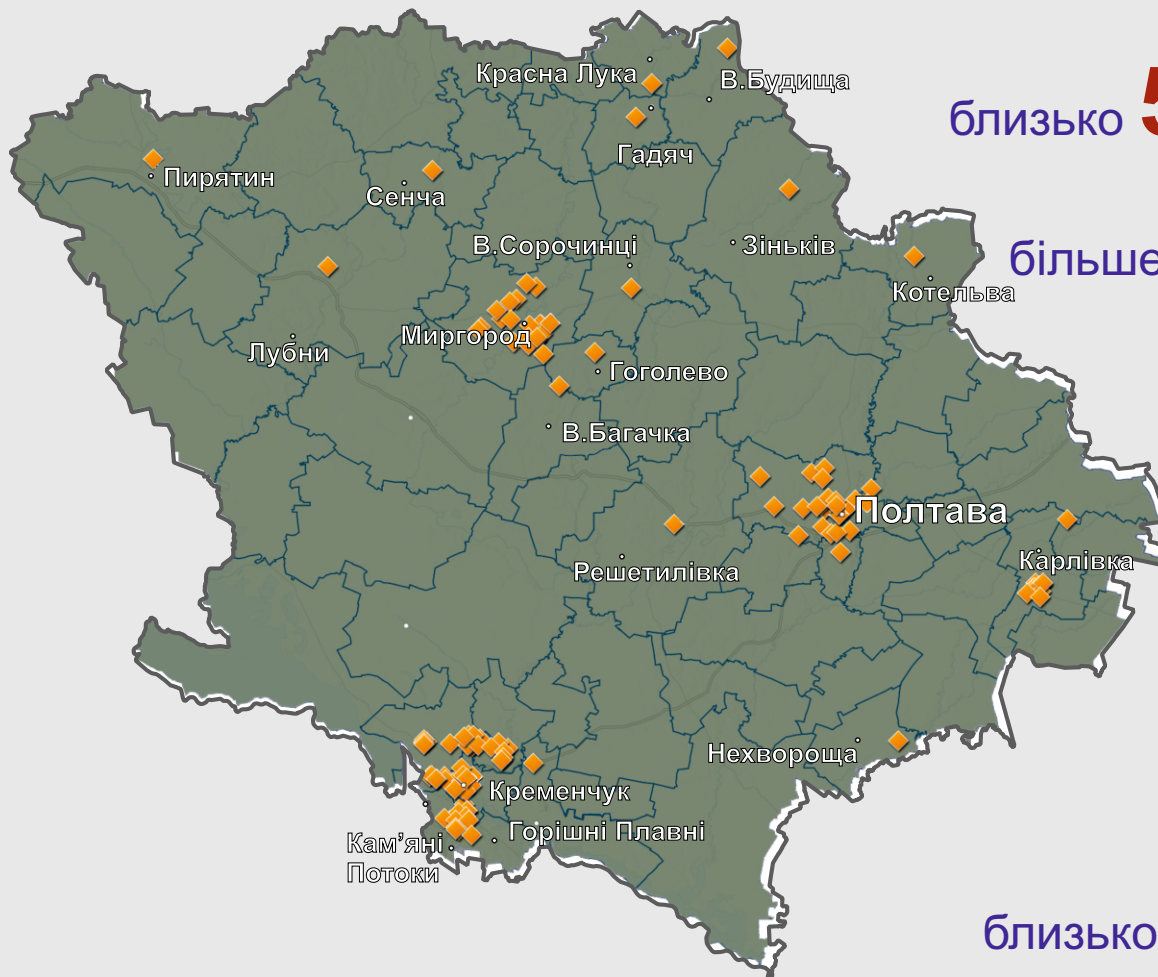 Красна Лука
В.Будища
близько 5
Гадяч
Пирятин
Сенча
В.Сорочинці
Зіньків
більше
Котельва
Миргород
Лубни
Гоголево
В.Багачка
Полтава
Карлівка
Решетилівка
Нехвороща
Кременчук
Горішні Плавні
Кам’яні
Потоки
близько